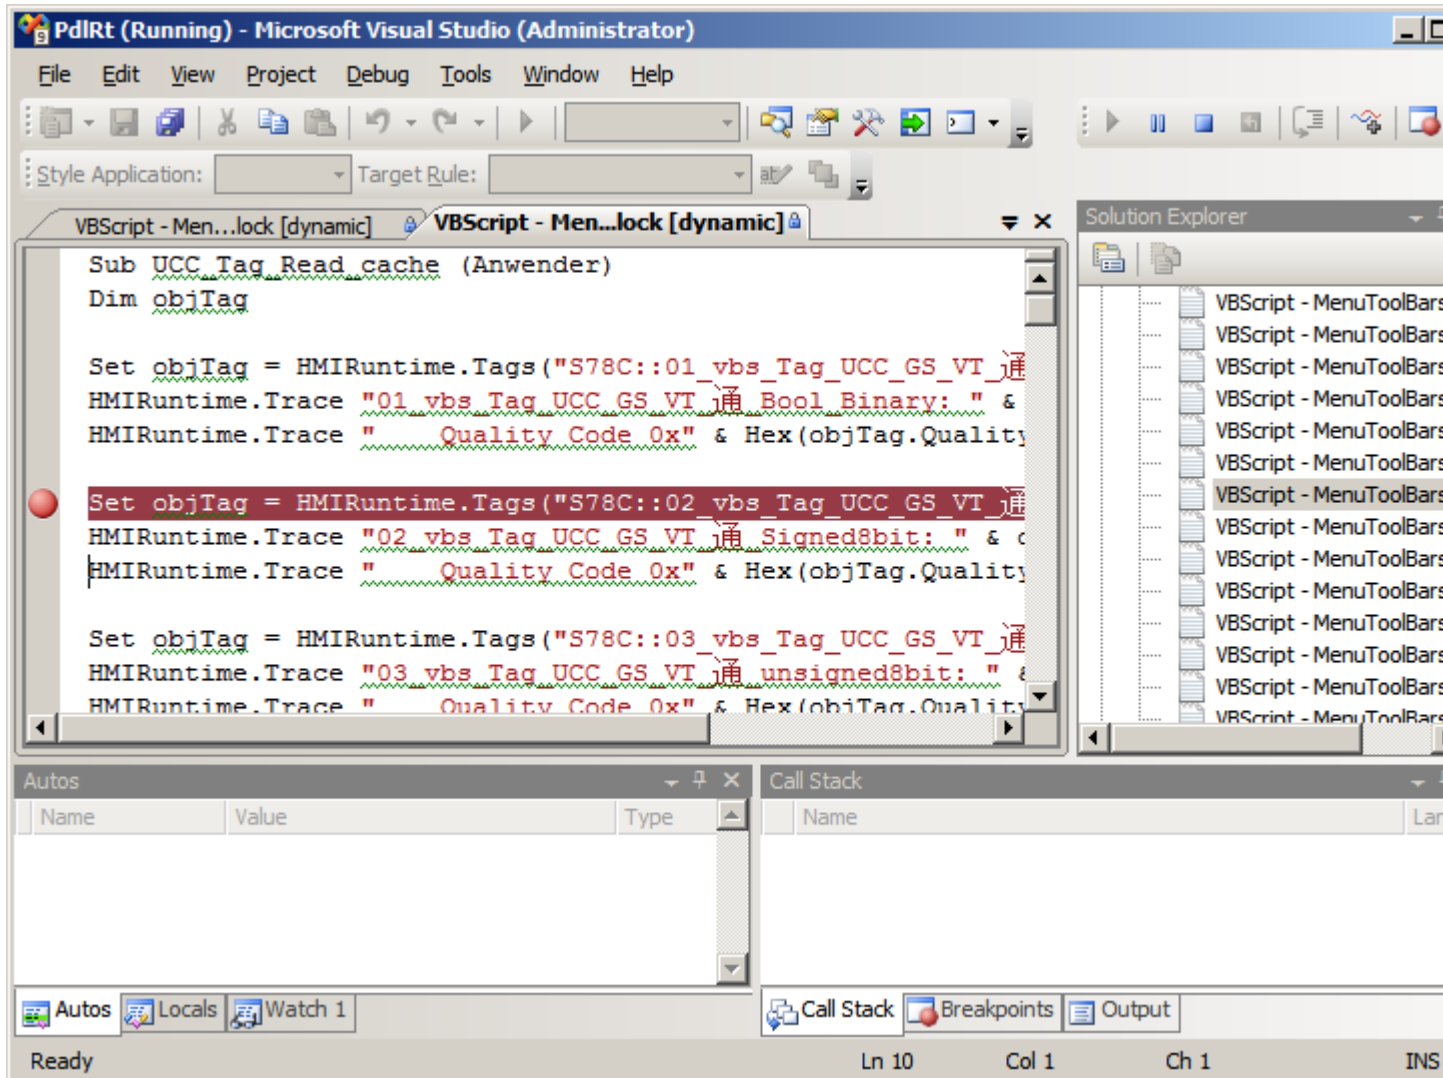 PdlRt (Running) - Microsoft Visual Studio (Administrator)
File Edit View Project Debug Tools Window Help
Style Application: Target Rule:
VBScript - Men...lock [dynamic] VBScript - Men...lock [dynamic]
Sub UCC_Tag_Read_cache (Anwender)
Dim objTag
Set objTag = HMIRuntime.Tags("S78C::01_vbs_Tag_UCC_GS_VT_通
HMIRuntime.Trace "01_vbs_Tag_UCC_GS_VT_通_Bool_Binary: " &
HMIRuntime.Trace "    Quality Code 0x" & Hex(objTag.Quality
Set objTag = HMIRuntime.Tags("S78C::02_vbs_Tag_UCC_GS_VT_通
HMIRuntime.Trace "02_vbs_Tag_UCC_GS_VT_通_Signed8bit: " &
HMIRuntime.Trace "    Quality Code 0x" & Hex(objTag.Quality
Set objTag = HMIRuntime.Tags("S78C::03_vbs_Tag_UCC_GS_VT_通
HMIRuntime.Trace "03_vbs_Tag_UCC_GS_VT_通_unsigned8bit: " &
HMIRuntime.Trace "    Quality Code 0x" & Hex(objTag.Quality
Solution Explorer
VBScript - MenuToolBars
VBScript - MenuToolBars
VBScript - MenuToolBars
VBScript - MenuToolBars
VBScript - MenuToolBars
VBScript - MenuToolBars
VBScript - MenuToolBars
VBScript - MenuToolBars
VBScript - MenuToolBars
VBScript - MenuToolBars
VBScript - MenuToolBars
VBScript - MenuToolBars
VBScript - MenuToolBars
VBScript - MenuToolBars
Autos
Name Value Type
Call Stack
Name Lan
Autos Locals Watch 1
Call Stack Breakpoints Output
Ready Ln 10 Col 1 Ch 1 INS